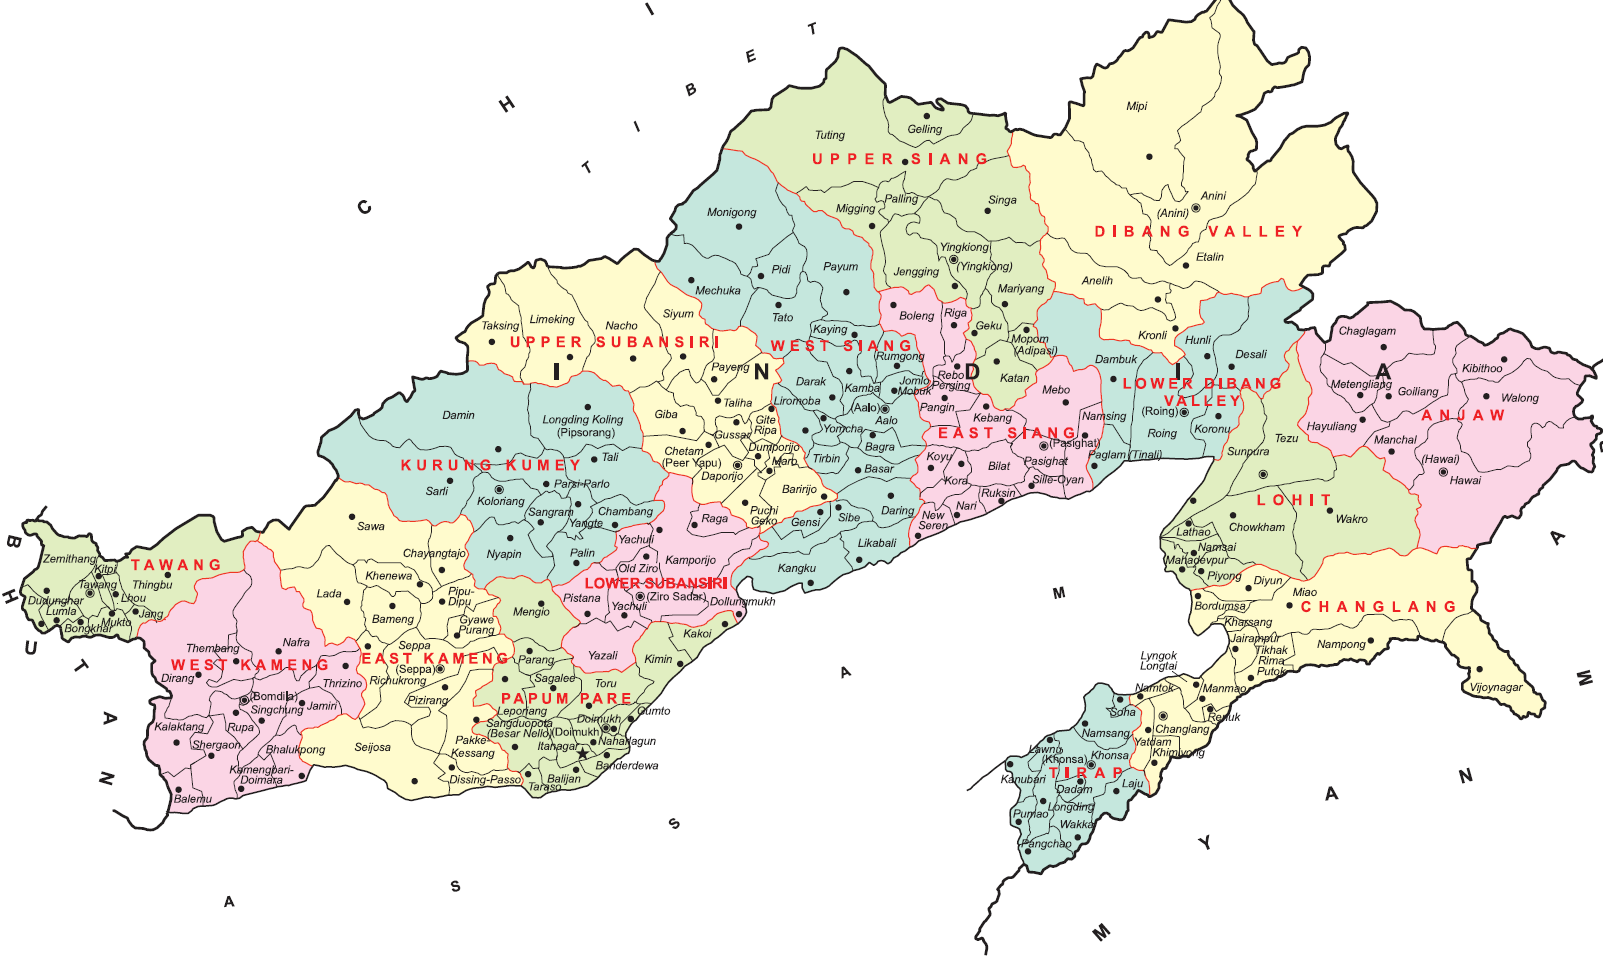 C H I N A
T I B E T
I N D I A
B H U T A N
A S S A M
M Y A N M A
UPPER SIANG
Tuting
Gelling
Migging
Palling
Singa
Jengging
Yingkiong
(Yingkiong)
Mariyang
Geku
Mopom
(Adipasi)
Katan
DIBANG VALLEY
Mipi
Anini
(Anini)
Etalin
Anelih
Kronli
WEST SIANG
Monigong
Pidi
Payum
Mechuka
Tato
Kaying
Rumgong
Darak
Kamba
Jomlo
Mobuk
Liromoba
(Aalo)
Aalo
Yomcha
Bagra
Tirbin
Basar
Daring
Sibe
Gensi
Likabali
Kangku
UPPER SUBANSIRI
Taksing
Limeking
Nacho
Siyum
Payeng
Taliha
Giba
Gite
Ripa
Gussar
Chetam
(Peer Yapu)
Dumporijo
Maro
Daporijo
Baririjo
Puchi
Geko
EAST SIANG
Boleng
Riga
Rebo
Perging
Pangin
Kebang
Mebo
(Pasighat)
Pasighat
Koyu
Kora
Bilat
Sille-Oyan
Ruksin
Nari
New
Seren
Namsing
LOWER DIBANG
VALLEY
Dambuk
Hunli
Desali
(Roing)
Roing
Koronu
Paglam (Tinali)
ANJAW
Chaglagam
Kibithoo
Metengliang
Goiliang
Walong
Hayuliang
Manchal
(Hawai)
Hawai
LOHIT
Tezu
Sunpura
Wakro
Chowkham
Lathao
Namsai
Mahadevpur
Piyong
CHANGLANG
Diyun
Miao
Bordumsa
Kharsang
Jairampur
Nampong
Tikhak
Rima
Putok
Lyngok
Longtai
Namtok
Manmao
Renuk
Changlang
Yatdam
Khimiyong
Vijoynagar
TIRAP
Soha
Namsang
Lawnu
(Khonsa)
Khonsa
Kanubari
Dadam
Laju
Longding
Pumao
Wakka
Pangchao
KURUNG KUMEY
Damin
Longding Koling
(Pipsorang)
Tali
Sarli
Koloriang
Parsi-Parlo
Sangram
Chambang
Yangte
Nyapin
Palin
LOWER SUBANSIRI
Raga
Yachuli
Kamporijo
Old Ziro
(Ziro Sadar)
Pistana
Yachuli
Dollungmukh
Yazali
PAPUM PARE
Mengio
Kakoi
Kimin
Parang
Sagalee
Toru
Leporiang
Gumto
Sangduopota
(Besar Nello)
Doimukh
(Doimukh)
Itanagar
Naharlagun
Banderdewa
Balijan
Taraso
EAST KAMENG
Sawa
Chayangtajo
Khenewa
Lada
Pipu-
Dipu
Bameng
Gyawe
Purang
Seppa
(Seppa)
Richukrong
Pizirang
Seijosa
Pakke-
Kessang
Dissing-Passo
TAWANG
Zemithang
Kitpi
Thingbu
Tawang
Lhou
Dudunghar
Lumla
Mukto
Jang
Bongkhar
WEST KAMENG
Thembang
Nafra
Dirang
Thrizino
(Bomdila)
Singchung
Jamin
Kalaktang
Rupa
Shergaon
Bhalukpong
Kamengbari-
Doimara
Balemu